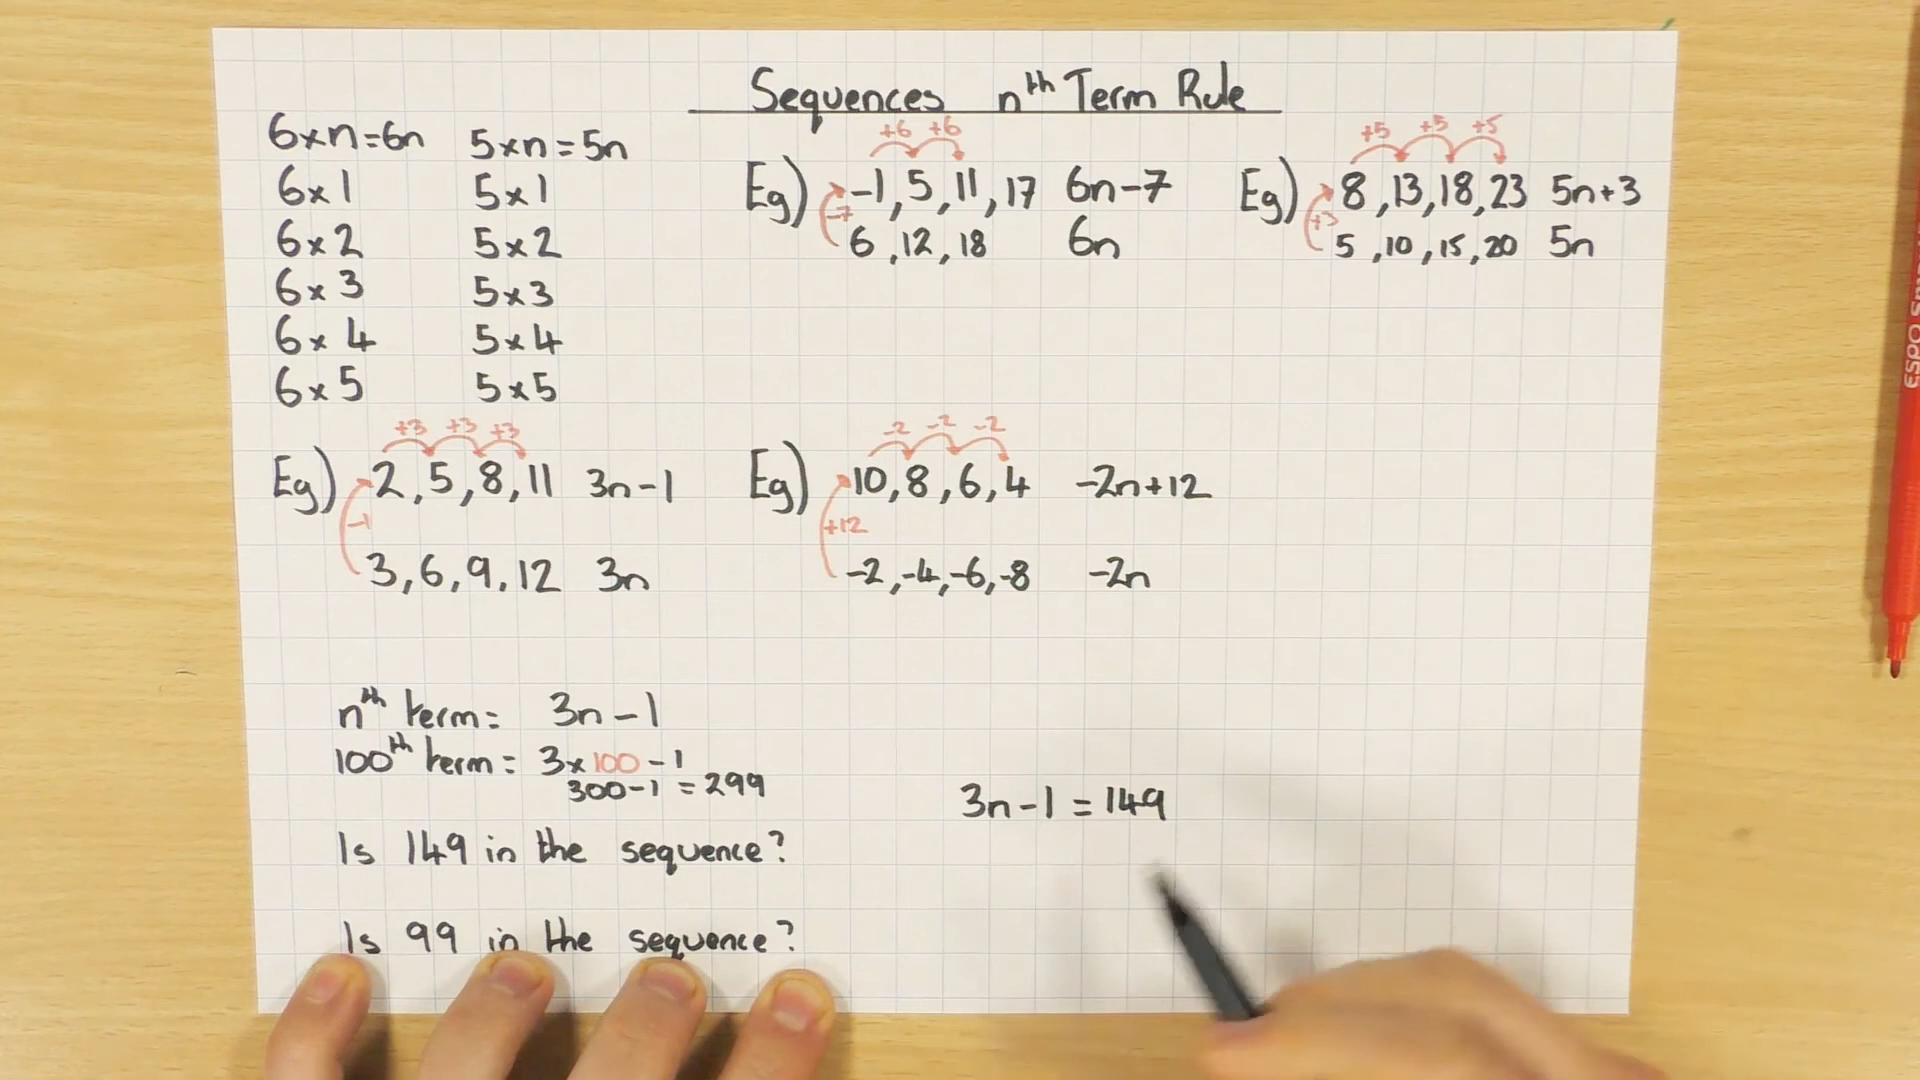 Sequences nth Term Rule
6×n=6n 5×n=5n
6×1 5×1
6×2 5×2
6×3 5×3
6×4 5×4
6×5 5×5
+6 +6
Eg) -1, 5, 11, 17 6n-7
-7
6, 12, 18 6n
+5 +5 +5
Eg) 8, 13, 18, 23 5n+3
+3
5, 10, 15, 20 5n
+3 +3 +3
Eg) 2, 5, 8, 11 3n-1
-1
3, 6, 9, 12 3n
-2 -2 -2
Eg) 10, 8, 6, 4 -2n+12
+12
-2, -4, -6, -8 -2n
nth term = 3n-1
100th term = 3×100-1
300-1 = 299
Is 149 in the sequence?
Is 99 in the sequence?
3n-1 = 149
ESPO